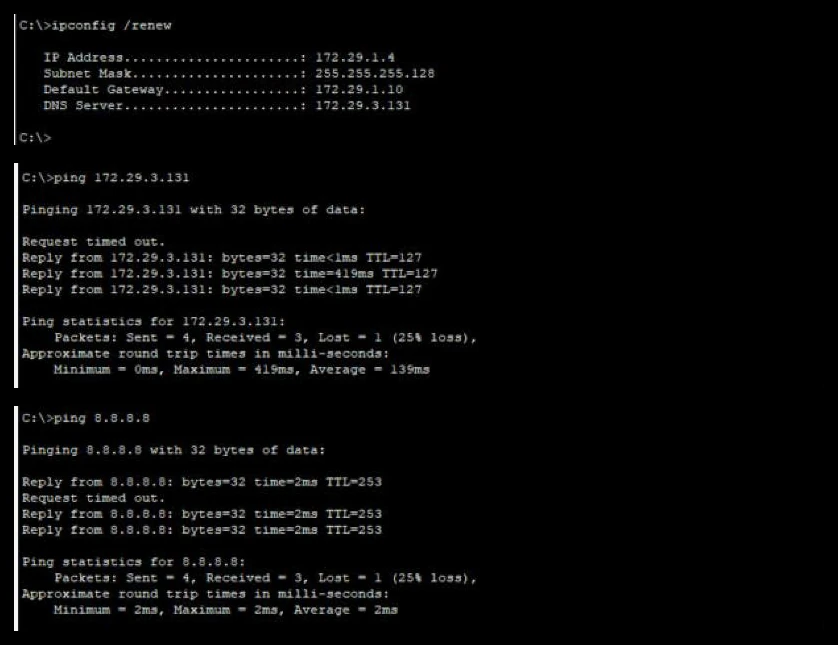 C:\>ipconfig /renew
IP Address......................: 172.29.1.4
Subnet Mask.....................: 255.255.255.128
Default Gateway.................: 172.29.1.10
DNS Server......................: 172.29.3.131
C:\>
C:\>ping 172.29.3.131
Pinging 172.29.3.131 with 32 bytes of data:
Request timed out.
Reply from 172.29.3.131: bytes=32 time<1ms TTL=127
Reply from 172.29.3.131: bytes=32 time=419ms TTL=127
Reply from 172.29.3.131: bytes=32 time<1ms TTL=127
Ping statistics for 172.29.3.131:
Packets: Sent = 4, Received = 3, Lost = 1 (25% loss),
Approximate round trip times in milli-seconds:
Minimum = 0ms, Maximum = 419ms, Average = 139ms
C:\>ping 8.8.8.8
Pinging 8.8.8.8 with 32 bytes of data:
Reply from 8.8.8.8: bytes=32 time=2ms TTL=253
Request timed out.
Reply from 8.8.8.8: bytes=32 time=2ms TTL=253
Reply from 8.8.8.8: bytes=32 time=2ms TTL=253
Ping statistics for 8.8.8.8:
Packets: Sent = 4, Received = 3, Lost = 1 (25% loss),
Approximate round trip times in milli-seconds:
Minimum = 2ms, Maximum = 2ms, Average = 2ms